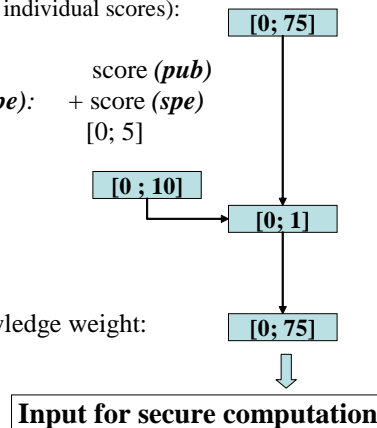 individual scores):
[0; 75]
score (pub)
pe): + score (spe)
[0; 5]
[0 ; 10]
[0; 1]
ledge weight:
[0; 75]
Input for secure computation